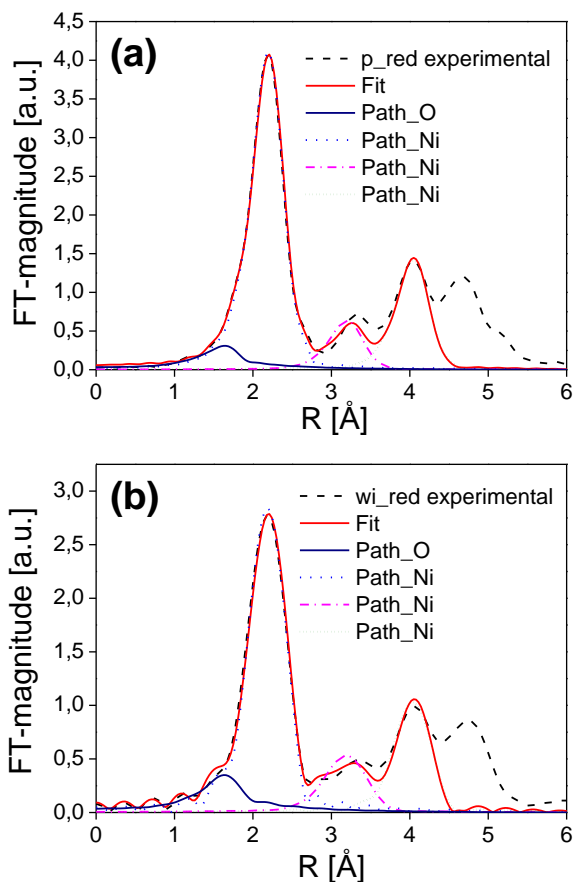 (a)
p_red experimental
Fit
Path_O
Path_Ni
Path_Ni
Path_Ni
FT-magnitude [a.u.]
4,5
4,0
3,5
3,0
2,5
2,0
1,5
1,0
0,5
0,0
0 1 2 3 4 5 6
R [Å]
(b)
wi_red experimental
Fit
Path_O
Path_Ni
Path_Ni
Path_Ni
FT-magnitude [a.u.]
3,0
2,5
2,0
1,5
1,0
0,5
0,0
0 1 2 3 4 5 6
R [Å]